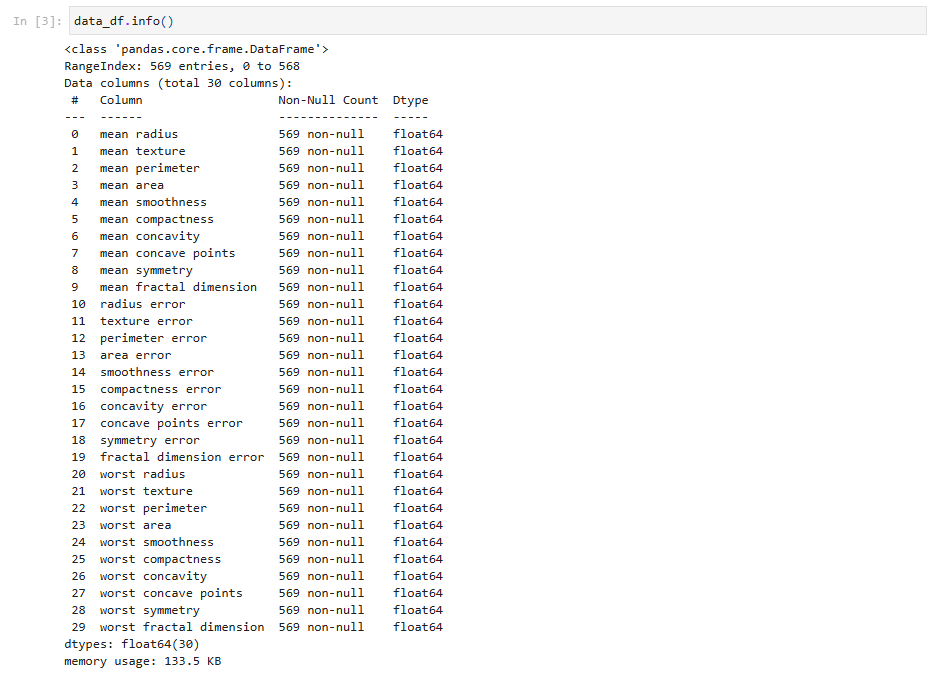 In [3]: data_df.info()
<class 'pandas.core.frame.DataFrame'>
RangeIndex: 569 entries, 0 to 568
Data columns (total 30 columns):
 #   Column                   Non-Null Count  Dtype
---  ------                   --------------  -----
 0   mean radius              569 non-null    float64
 1   mean texture             569 non-null    float64
 2   mean perimeter           569 non-null    float64
 3   mean area                569 non-null    float64
 4   mean smoothness          569 non-null    float64
 5   mean compactness         569 non-null    float64
 6   mean concavity           569 non-null    float64
 7   mean concave points      569 non-null    float64
 8   mean symmetry            569 non-null    float64
 9   mean fractal dimension   569 non-null    float64
 10  radius error             569 non-null    float64
 11  texture error            569 non-null    float64
 12  perimeter error          569 non-null    float64
 13  area error               569 non-null    float64
 14  smoothness error         569 non-null    float64
 15  compactness error        569 non-null    float64
 16  concavity error          569 non-null    float64
 17  concave points error     569 non-null    float64
 18  symmetry error           569 non-null    float64
 19  fractal dimension error  569 non-null    float64
 20  worst radius             569 non-null    float64
 21  worst texture            569 non-null    float64
 22  worst perimeter          569 non-null    float64
 23  worst area               569 non-null    float64
 24  worst smoothness         569 non-null    float64
 25  worst compactness        569 non-null    float64
 26  worst concavity          569 non-null    float64
 27  worst concave points     569 non-null    float64
 28  worst symmetry           569 non-null    float64
 29  worst fractal dimension  569 non-null    float64
dtypes: float64(30)
memory usage: 133.5 KB